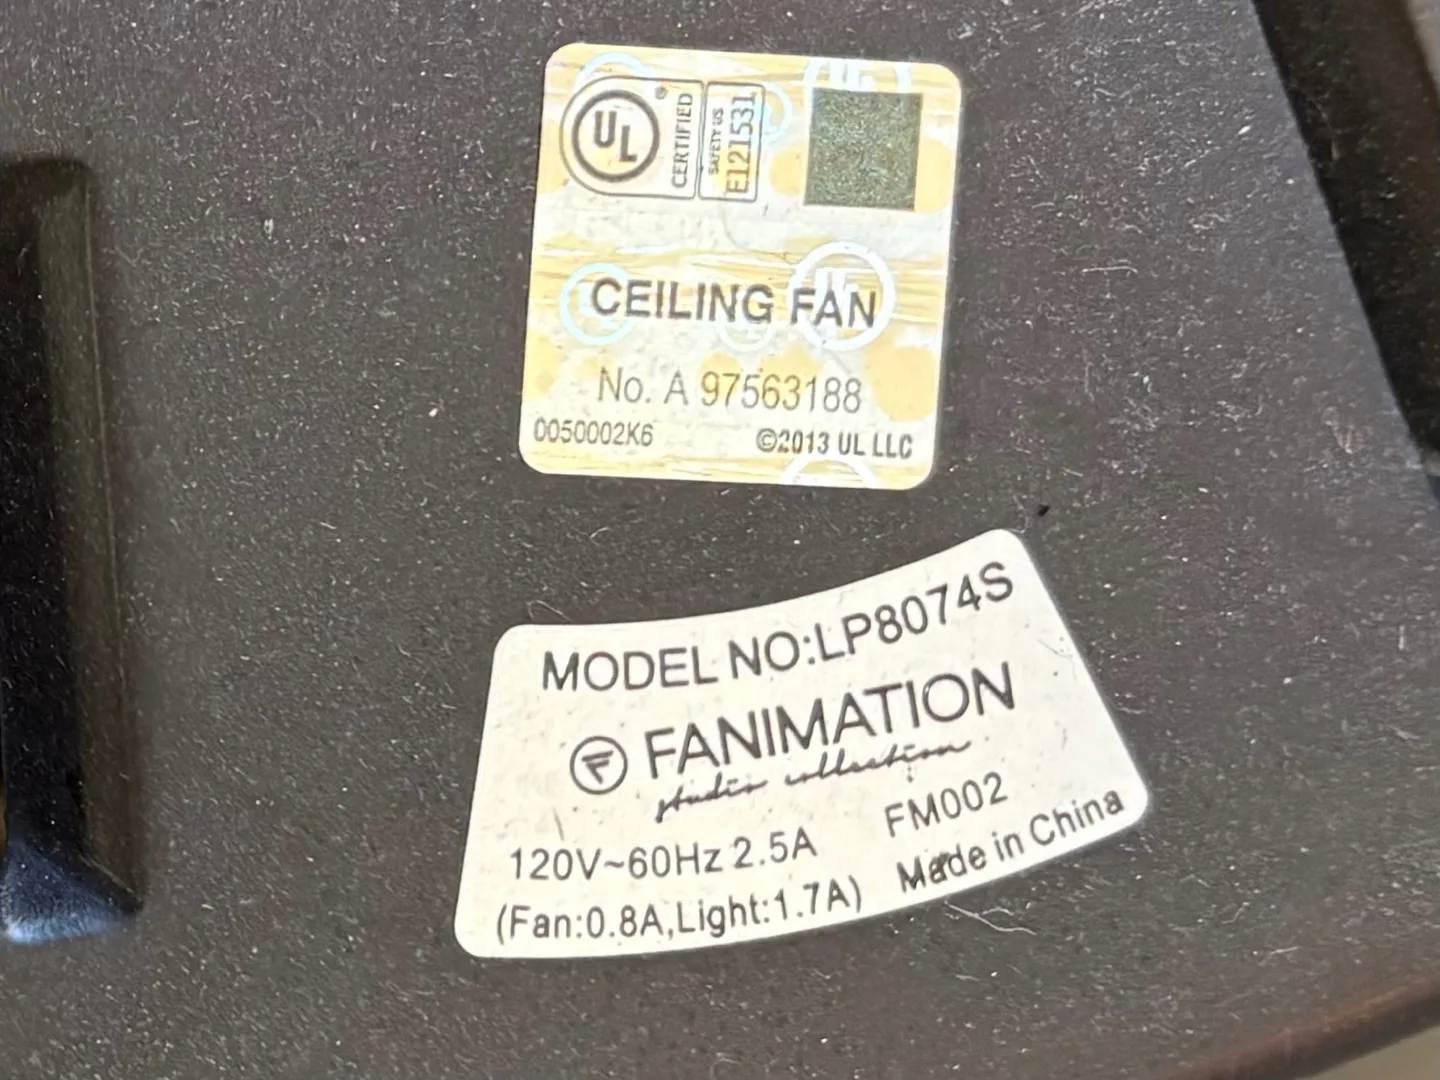 UL
®
CERTIFIED
SAFETY US
E121531
CEILING FAN
No. A 97563188
0050002K6 ©2013 UL LLC
MODEL NO:LP8074S
FANIMATION
studio collection
120V~60Hz 2.5A FM002
(Fan:0.8A,Light:1.7A) Made in China